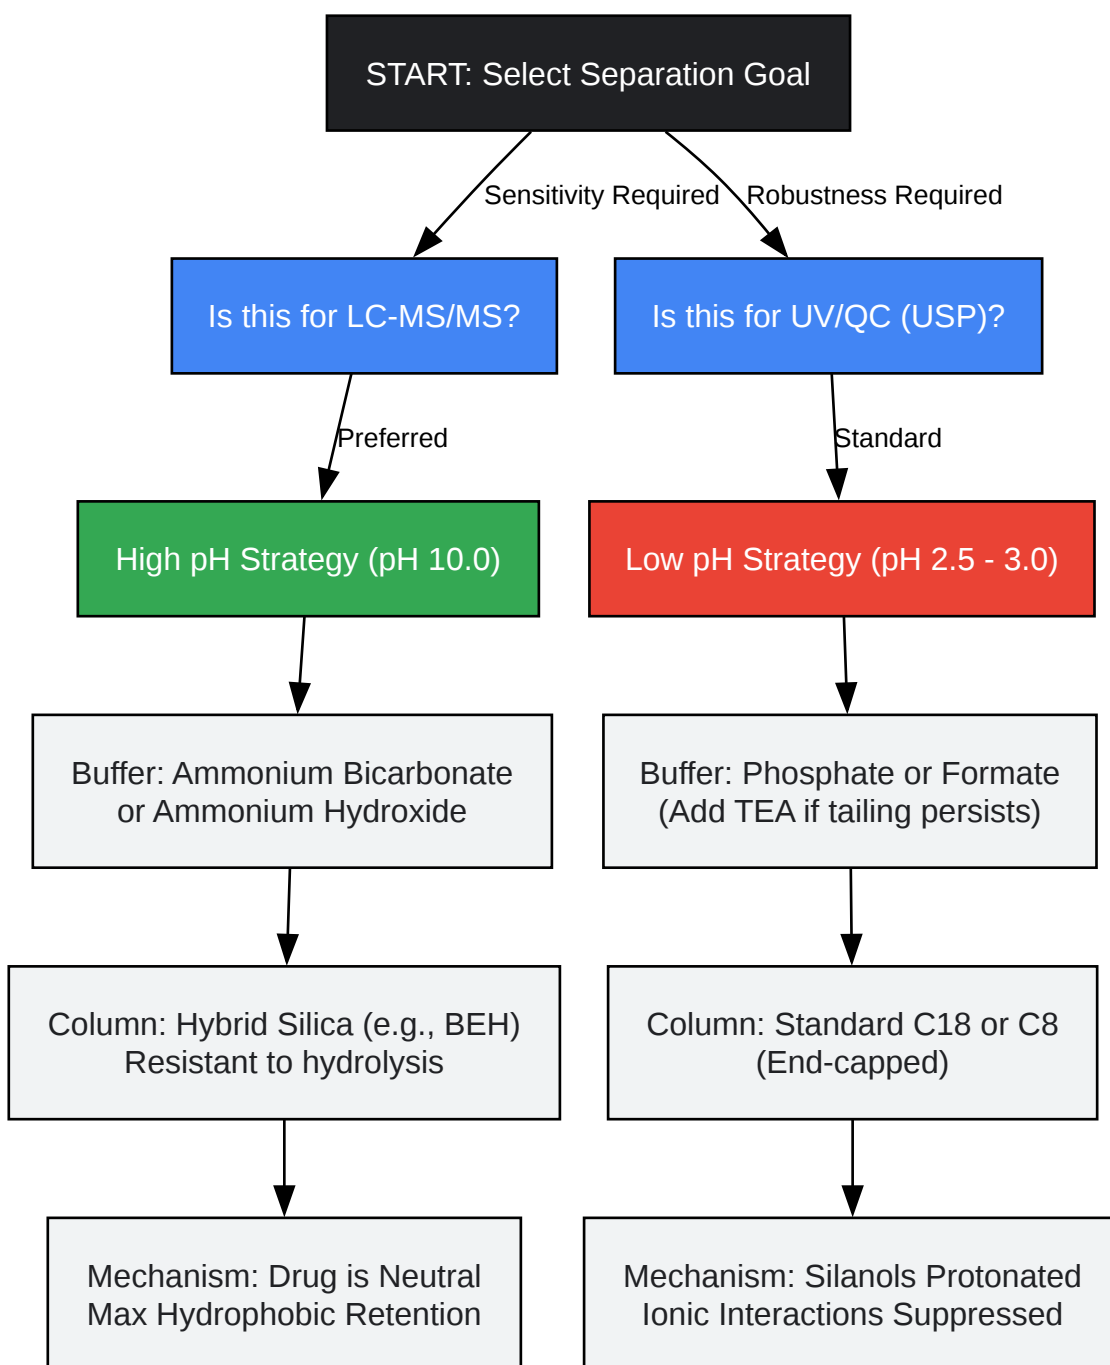 START: Select Separation Goal
Sensitivity Required
Robustness Required
Is this for LC-MS/MS?
Is this for UV/QC (USP)?
Preferred
Standard
High pH Strategy (pH 10.0)
Low pH Strategy (pH 2.5 - 3.0)
Buffer: Ammonium Bicarbonate
or Ammonium Hydroxide
Buffer: Phosphate or Formate
(Add TEA if tailing persists)
Column: Hybrid Silica (e.g., BEH)
Resistant to hydrolysis
Column: Standard C18 or C8
(End-capped)
Mechanism: Drug is Neutral
Max Hydrophobic Retention
Mechanism: Silanols Protonated
Ionic Interactions Suppressed